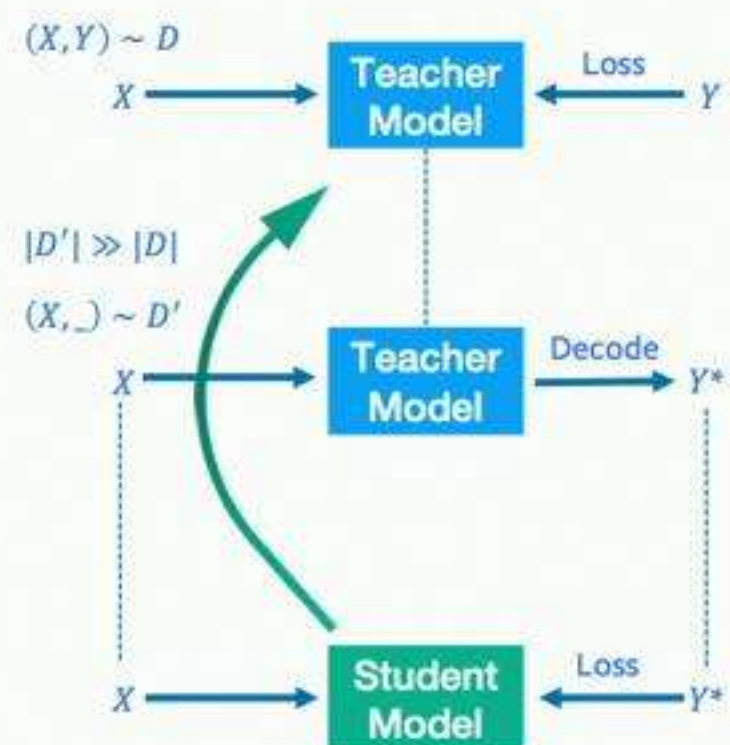 (X,Y) ~ D
X
Teacher
Model
Loss
Y
|D'| ≫ |D|
(X,_) ~ D'
X
Teacher
Model
Decode
Y*
X
Student
Model
Loss
Y*